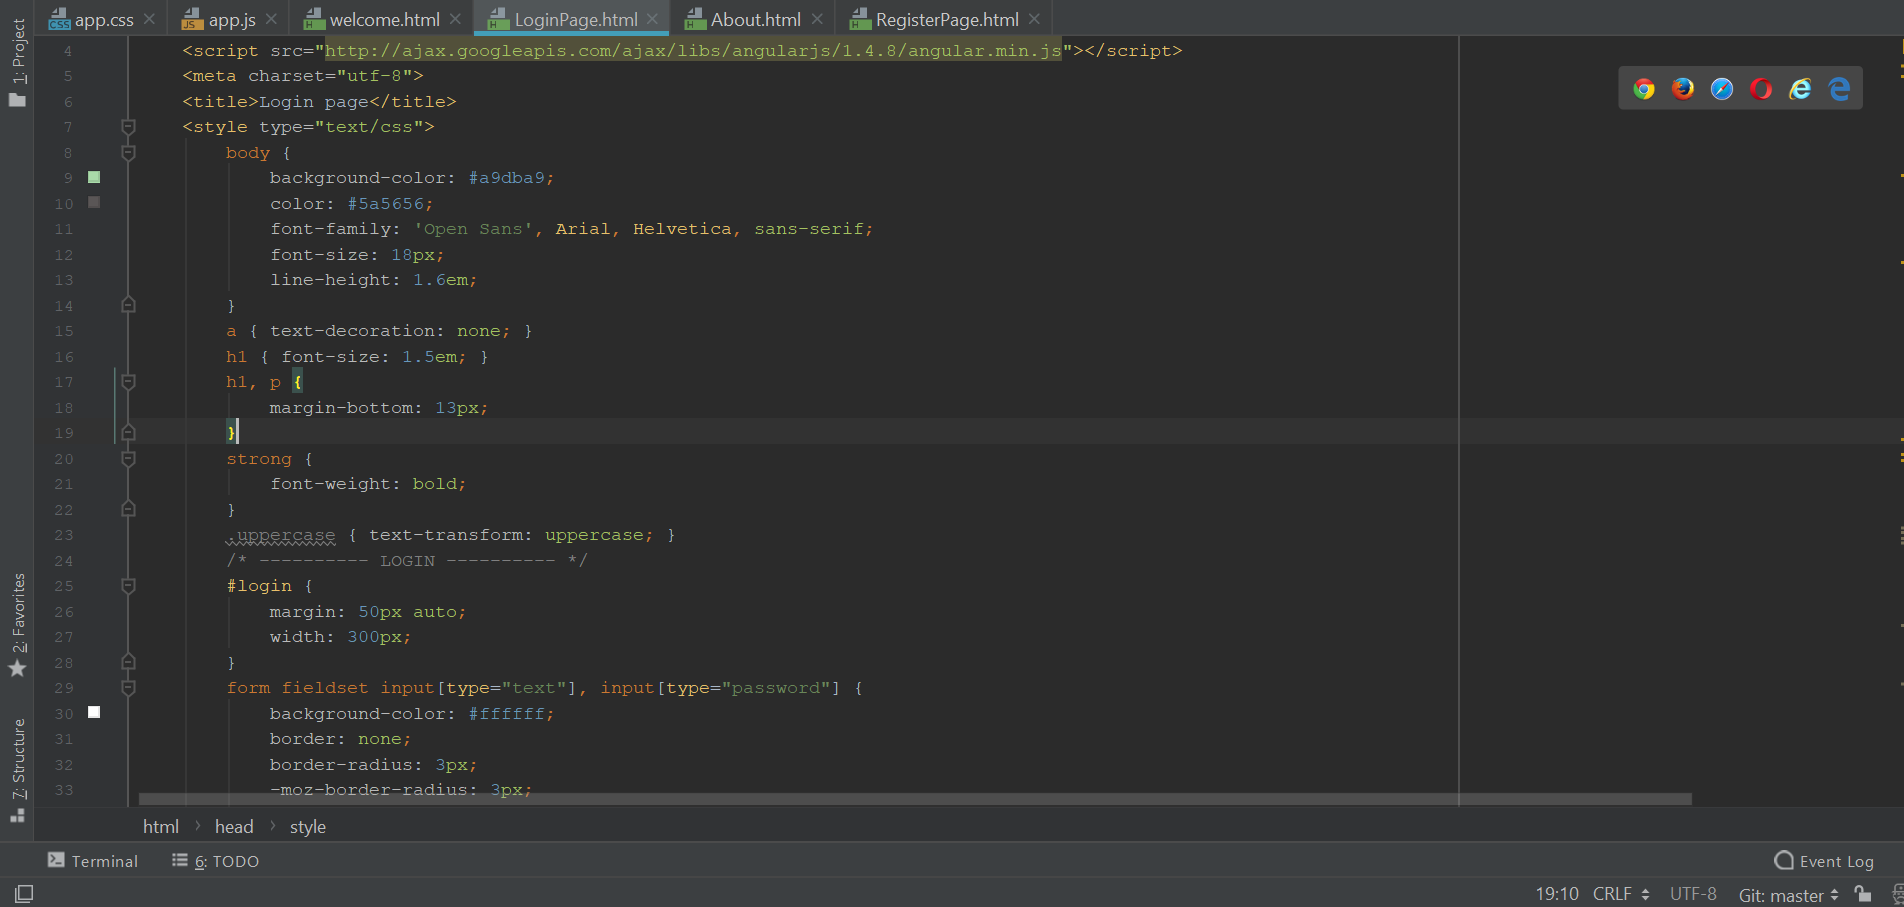 app.css app.js welcome.html LoginPage.html About.html RegisterPage.html
1: Project
2: Favorites
7: Structure
4 <script src="http://ajax.googleapis.com/ajax/libs/angularjs/1.4.8/angular.min.js"></script>
5 <meta charset="utf-8">
6 <title>Login page</title>
7 <style type="text/css">
8 body {
9 background-color: #a9dba9;
10 color: #5a5656;
11 font-family: 'Open Sans', Arial, Helvetica, sans-serif;
12 font-size: 18px;
13 line-height: 1.6em;
14 }
15 a { text-decoration: none; }
16 h1 { font-size: 1.5em; }
17 h1, p {
18 margin-bottom: 13px;
19 }
20 strong {
21 font-weight: bold;
22 }
23 .uppercase { text-transform: uppercase; }
24 /* ---------- LOGIN ---------- */
25 #login {
26 margin: 50px auto;
27 width: 300px;
28 }
29 form fieldset input[type="text"], input[type="password"] {
30 background-color: #ffffff;
31 border: none;
32 border-radius: 3px;
33 -moz-border-radius: 3px;
html › head › style
Terminal 6: TODO Event Log
19:10 CRLF UTF-8 Git: master